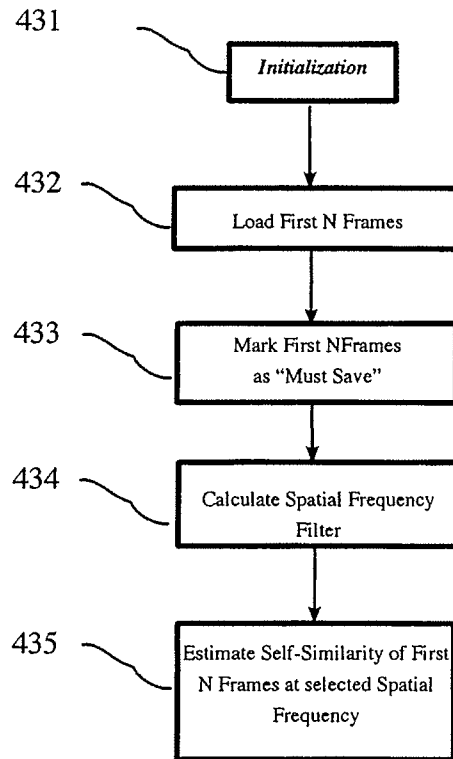 431
Initialization
432
Load First N Frames
433
Mark First NFrames
as “Must Save”
434
Calculate Spatial Frequency
Filter
435
Estimate Self-Similarity of First
N Frames at selected Spatial
Frequency